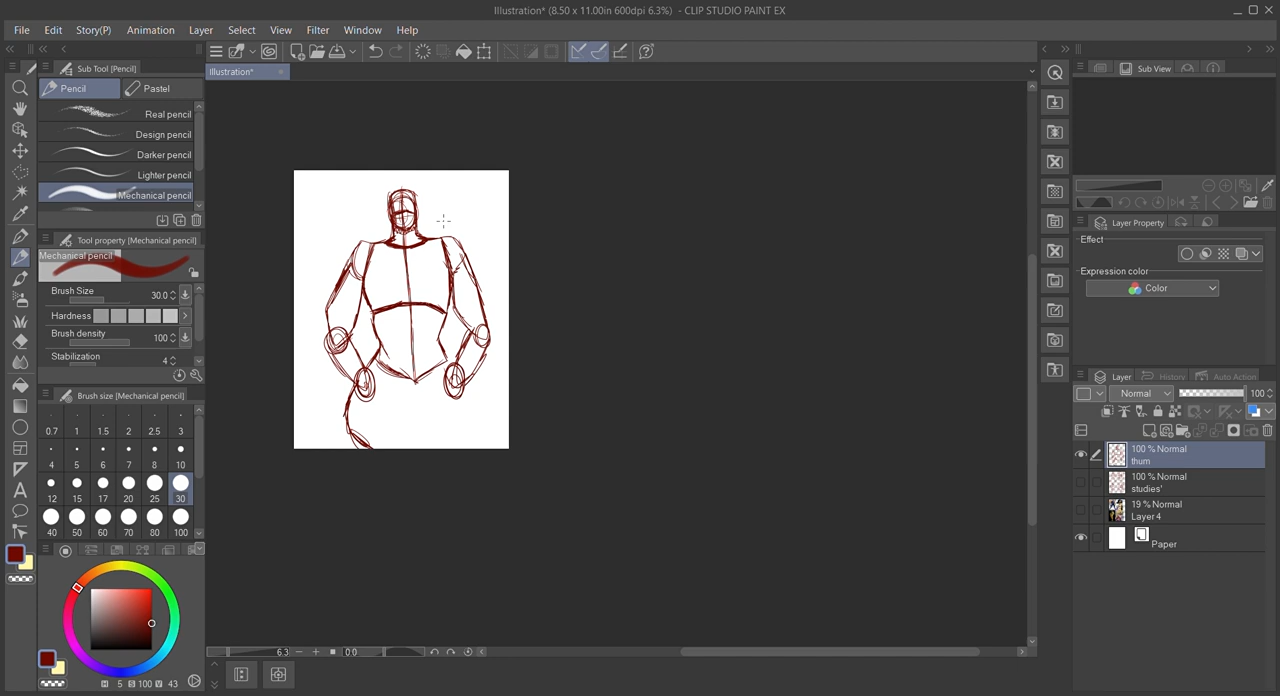 Illustration* (8.50 x 11.00in 600dpi 6.3%) - CLIP STUDIO PAINT EX
File Edit Story(P) Animation Layer Select View Filter Window Help
Sub Tool [Pencil]
Illustration*
Sub View
Pencil Pastel
Real pencil
Design pencil
Darker pencil
Lighter pencil
Mechanical pencil
Tool property [Mechanical pencil]
Mechanical pencil
Brush Size 30.0
Hardness
Brush density 100
Stabilization 4
Brush size [Mechanical pencil]
0.7 1 1.5 2 2.5 3
4 5 6 7 8 10
12 15 17 20 25 30
40 50 60 70 80 100
H 5 S 100 V 43
6.3 0.0
Layer Property
Effect
Expression color
Color
Layer History Auto Action
Normal 100
100 % Normal
thum
100 % Normal
studies'
19 % Normal
Layer 4
Paper